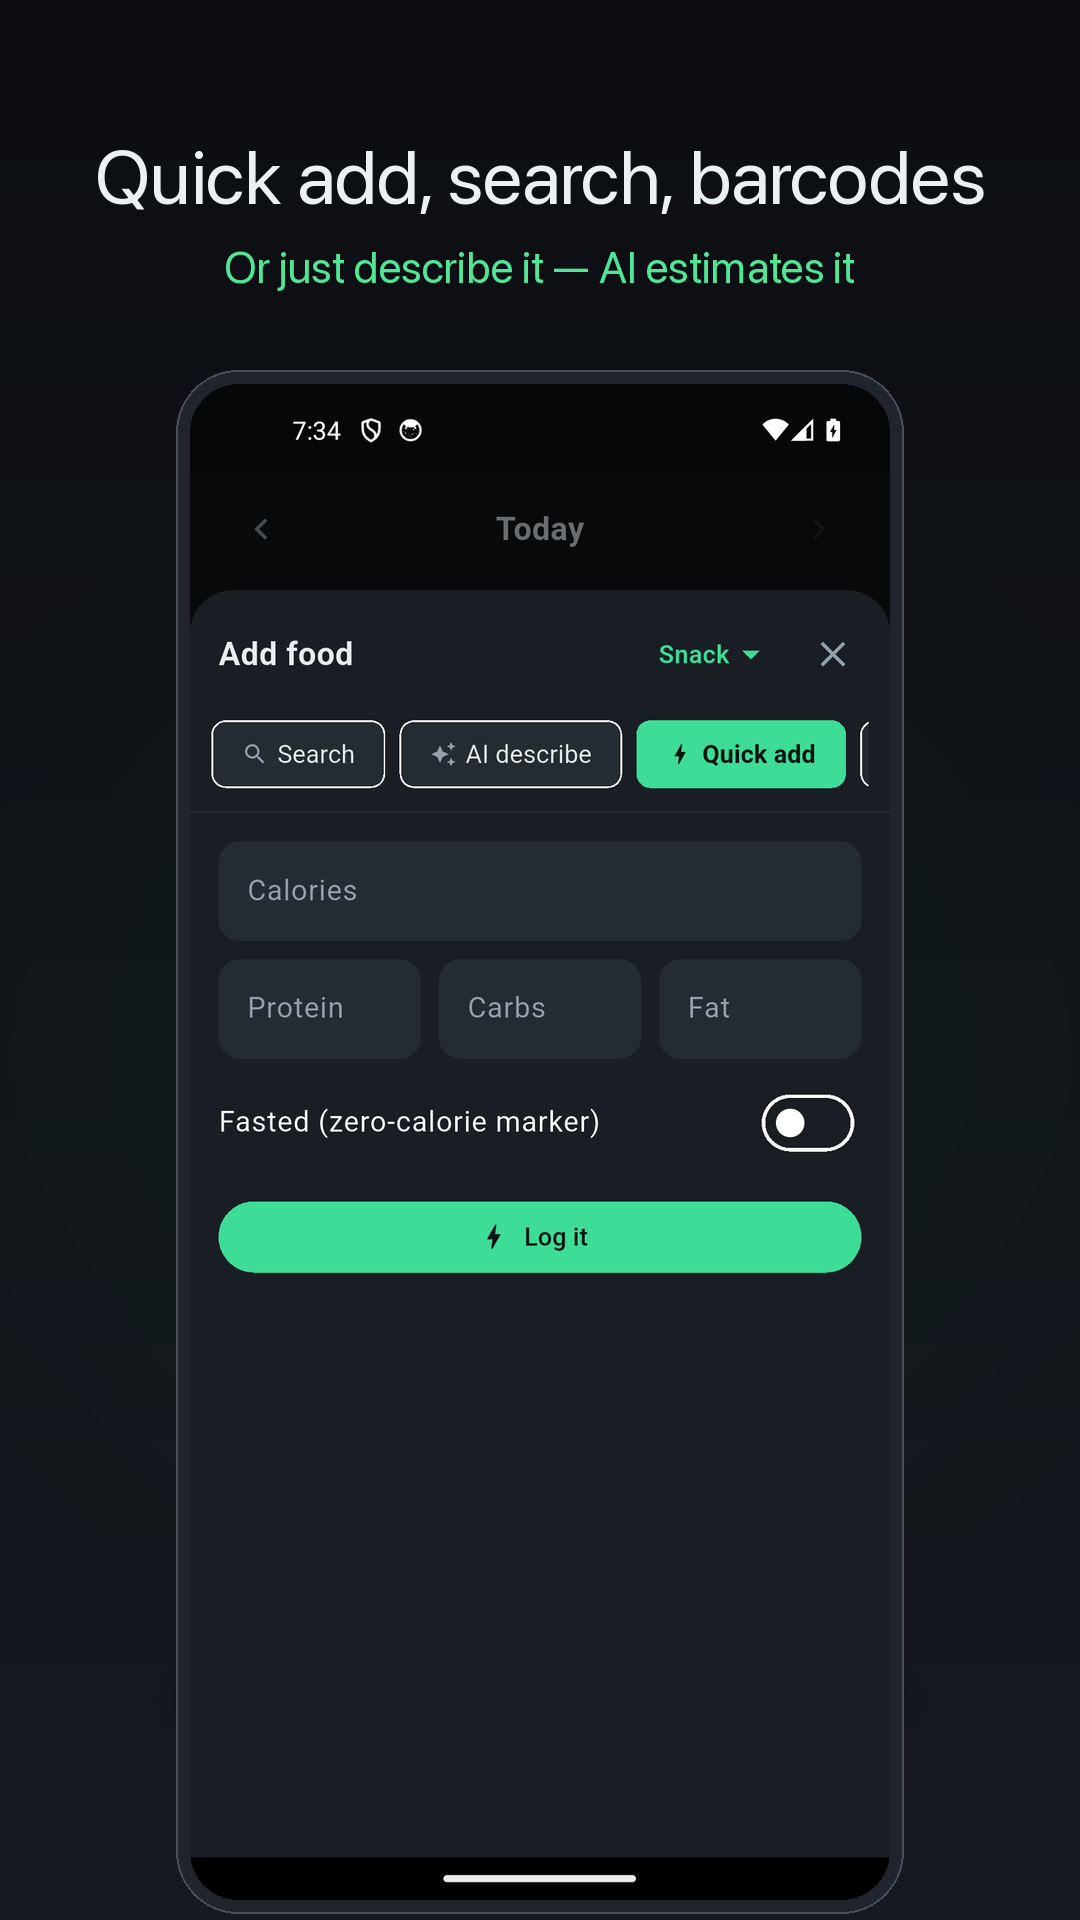 Quick add, search, barcodes
Or just describe it — AI estimates it
7:34
Today
Add food
Snack
Search
AI describe
Quick add
Calories
Protein
Carbs
Fat
Fasted (zero-calorie marker)
Log it